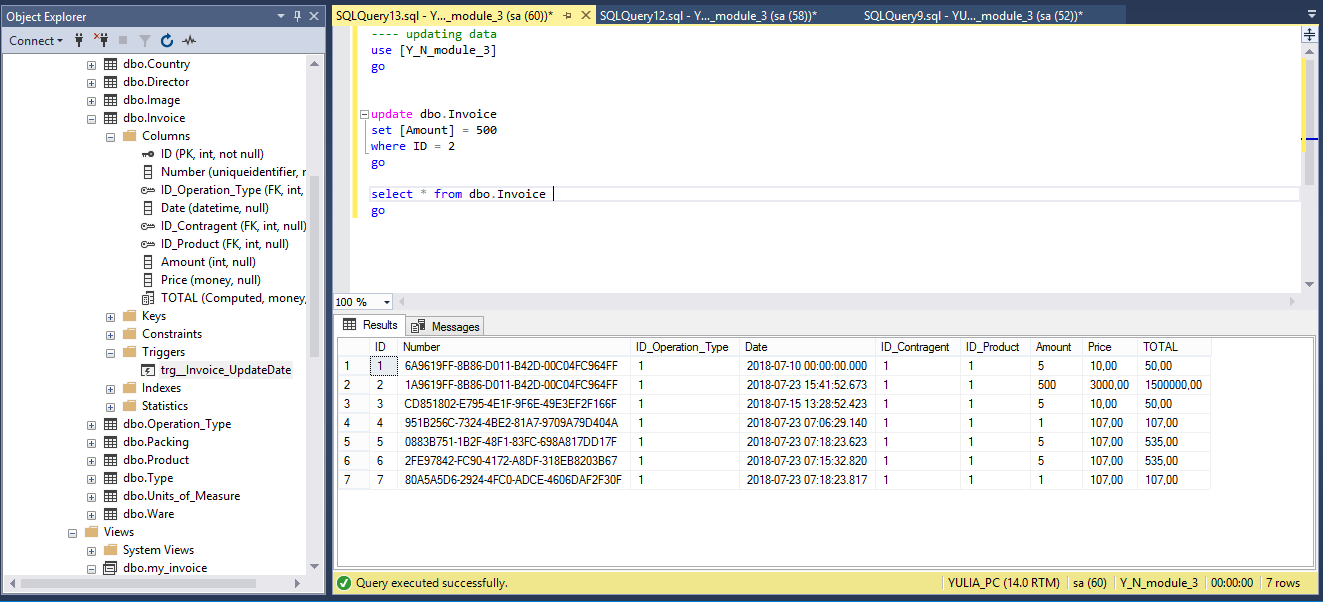 Object Explorer
Connect
dbo.Country
dbo.Director
dbo.Image
dbo.Invoice
Columns
ID (PK, int, not null)
Number (uniqueidentifier, r
ID_Operation_Type (FK, int,
Date (datetime, null)
ID_Contragent (FK, int, null)
ID_Product (FK, int, null)
Amount (int, null)
Price (money, null)
TOTAL (Computed, money,
Keys
Constraints
Triggers
trg__Invoice_UpdateDate
Indexes
Statistics
dbo.Operation_Type
dbo.Packing
dbo.Product
dbo.Type
dbo.Units_of_Measure
dbo.Ware
Views
System Views
dbo.my_invoice
SQLQuery13.sql - Y..._module_3 (sa (60))* SQLQuery12.sql - Y..._module_3 (sa (58))* SQLQuery9.sql - YU..._module_3 (sa (52))*
---- updating data
use [Y_N_module_3]
go
update dbo.Invoice
set [Amount] = 500
where ID = 2
go
select * from dbo.Invoice
go
100 %
Results Messages
ID Number ID_Operation_Type Date ID_Contragent ID_Product Amount Price TOTAL
1 1 6A9619FF-8B86-D011-B42D-00C04FC964FF 1 2018-07-10 00:00:00.000 1 1 5 10,00 50,00
2 2 1A9619FF-8B86-D011-B42D-00C04FC964FF 1 2018-07-23 15:41:52.673 1 1 500 3000,00 1500000,00
3 3 CD851802-E795-4E1F-9F6E-49E3EF2F166F 1 2018-07-15 13:28:52.423 1 1 5 10,00 50,00
4 4 951B256C-7324-4BE2-81A7-9709A79D404A 1 2018-07-23 07:06:29.140 1 1 1 107,00 107,00
5 5 0883B751-1B2F-48F1-83FC-698A817DD17F 1 2018-07-23 07:18:23.623 1 1 5 107,00 535,00
6 6 2FE97842-FC90-4172-A8DF-318EB8203B67 1 2018-07-23 07:15:32.820 1 1 5 107,00 535,00
7 7 80A5A5D6-2924-4FC0-ADCE-4606DAF2F30F 1 2018-07-23 07:18:23.817 1 1 1 107,00 107,00
Query executed successfully. YULIA_PC (14.0 RTM) sa (60) Y_N_module_3 00:00:00 7 rows